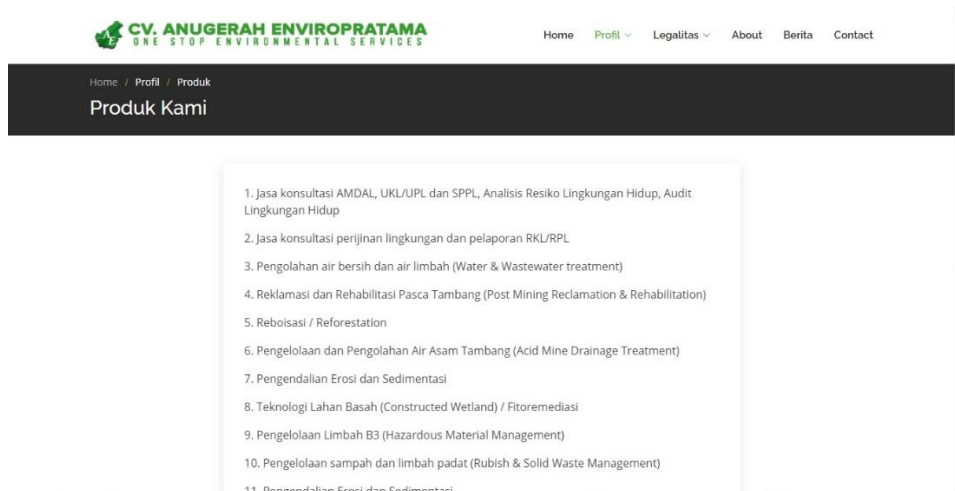 CV. ANUGERAH ENVIROPRATAMA
ONE STOP ENVIRONMENTAL SERVICES
Home Profil Legalitas About Berita Contact
Home / Profil / Produk
Produk Kami
1. Jasa konsultasi AMDAL, UKL/UPL dan SPPL, Analisis Resiko Lingkungan Hidup, Audit
Lingkungan Hidup
2. Jasa konsultasi perijinan lingkungan dan pelaporan RKL/RPL
3. Pengolahan air bersih dan air limbah (Water & Wastewater treatment)
4. Reklamasi dan Rehabilitasi Pasca Tambang (Post Mining Reclamation & Rehabilitation)
5. Reboisasi / Reforestation
6. Pengelolaan dan Pengolahan Air Asam Tambang (Acid Mine Drainage Treatment)
7. Pengendalian Erosi dan Sedimentasi
8. Teknologi Lahan Basah (Constructed Wetland) / Fitoremediasi
9. Pengelolaan Limbah B3 (Hazardous Material Management)
10. Pengelolaan sampah dan limbah padat (Rubish & Solid Waste Management)
11. Pengendalian Erosi dan Sedimentasi